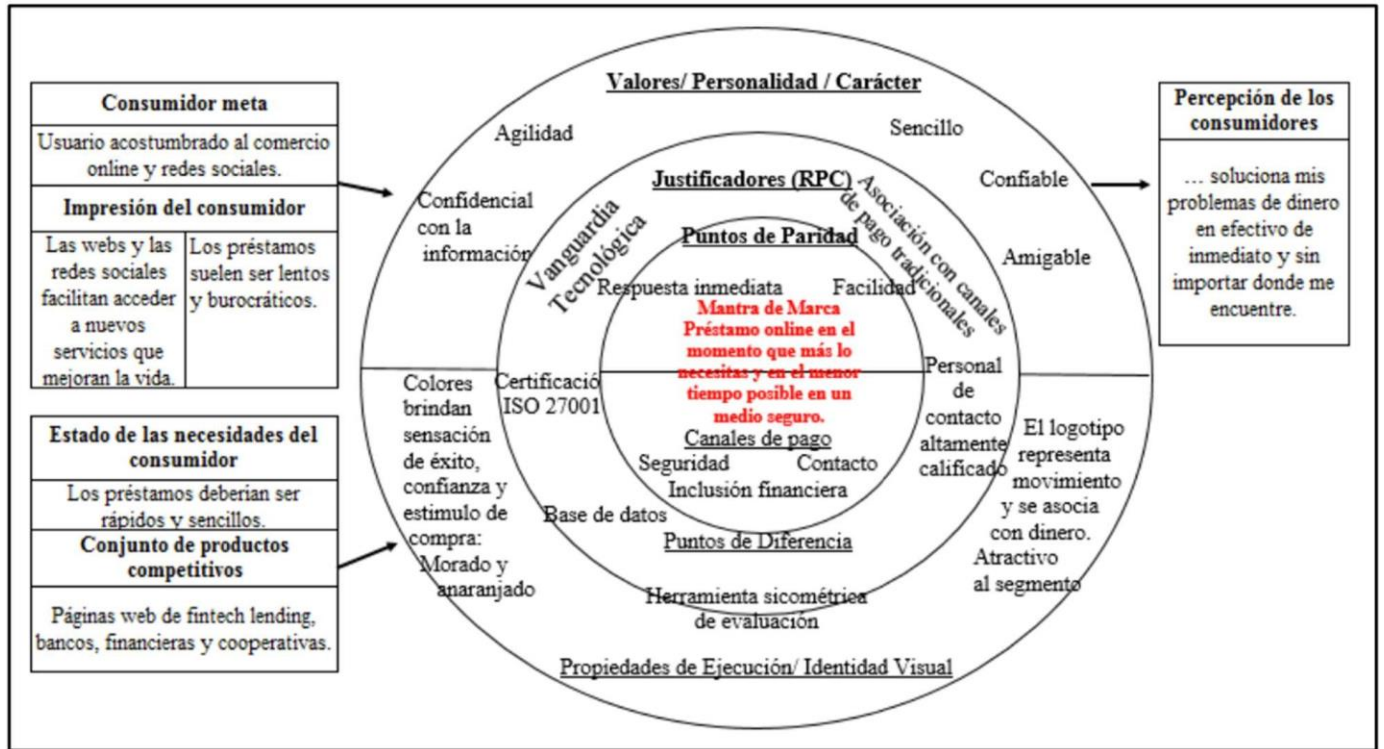 Consumidor meta
Usuario acostumbrado al comercio
online y redes sociales.
Impresión del consumidor
Las webs y las
redes sociales
facilitan acceder
a nuevos
servicios que
mejoran la vida.
Los préstamos
suelen ser lentos
y burocráticos.
Estado de las necesidades del
consumidor
Los préstamos deberían ser
rápidos y sencillos.
Conjunto de productos
competitivos
Páginas web de fintech lending,
bancos, financieras y cooperativas.
Valores/ Personalidad / Carácter
Agilidad
Sencillo
Confidencial
con la
información
Confiable
Amigable
Justificadores (RPC)
Vanguardia
Tecnológica
Asociación con canales
de pago tradicionales
Puntos de Paridad
Respuesta inmediata
Facilidad
Mantra de Marca
Préstamo online en el
momento que más lo
necesitas y en el menor
tiempo posible en un
medio seguro.
Canales de pago
Seguridad
Contacto
Inclusión financiera
Certificació
ISO 27001
Personal
de
contacto
altamente
calificado
Base de datos
Puntos de Diferencia
Herramienta sicométrica
de evaluación
Colores
brindan
sensación
de éxito,
confianza y
estimulo de
compra:
Morado y
anaranjado
El logotipo
representa
movimiento
y se asocia
con dinero.
Atractivo
al segmento
Propiedades de Ejecución/ Identidad Visual
Percepción de los
consumidores
… soluciona mis
problemas de dinero
en efectivo de
inmediato y sin
importar donde me
encuentre.